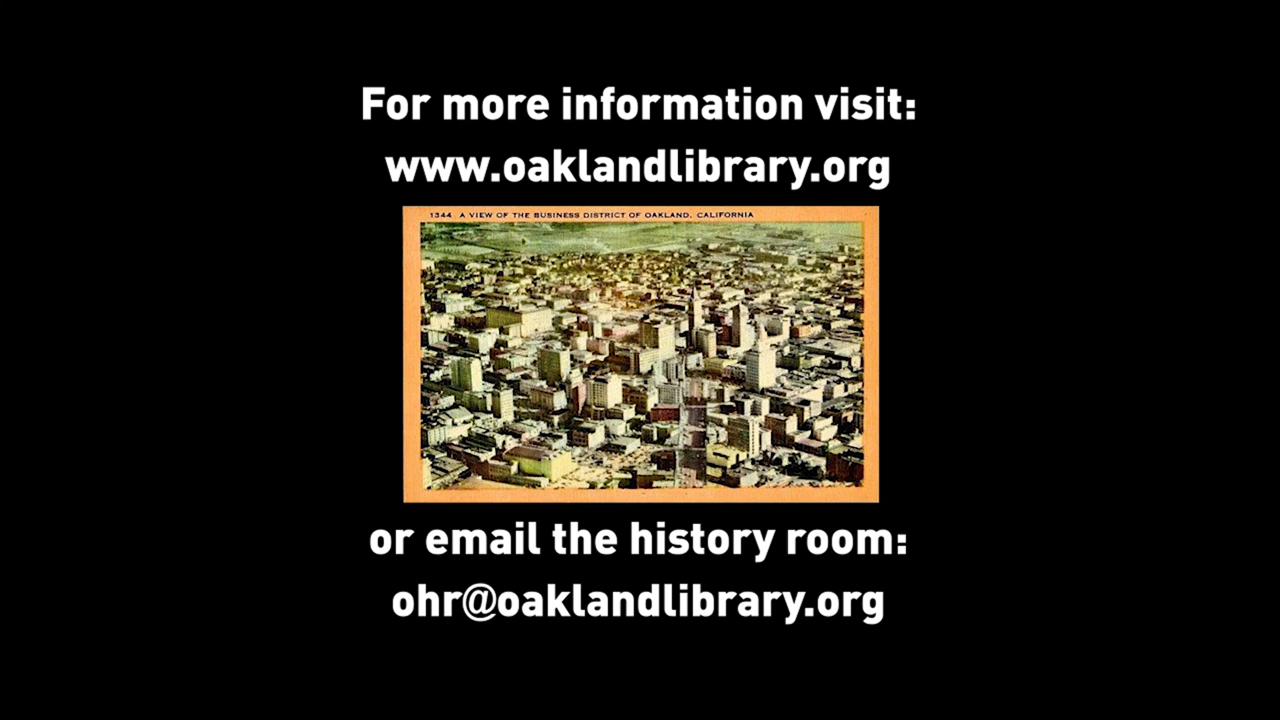 For more information visit:
www.oaklandlibrary.org
1344 A VIEW OF THE BUSINESS DISTRICT OF OAKLAND, CALIFORNIA
or email the history room:
ohr@oaklandlibrary.org